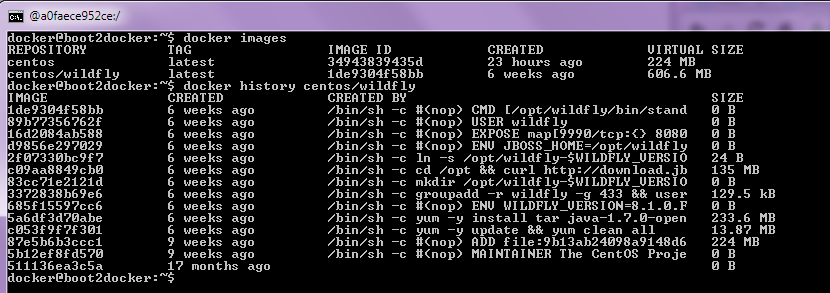 @a0faece952ce:/
docker@boot2docker:~$ docker images
REPOSITORY TAG IMAGE ID CREATED VIRTUAL SIZE
centos latest 34943839435d 23 hours ago 224 MB
centos/wildfly latest 1de9304f58bb 6 weeks ago 606.6 MB
docker@boot2docker:~$ docker history centos/wildfly
IMAGE CREATED CREATED BY SIZE
1de9304f58bb 6 weeks ago /bin/sh -c #(nop) CMD [/opt/wildfly/bin/stand 0 B
89b77356762f 6 weeks ago /bin/sh -c #(nop) USER wildfly 0 B
16d2084ab588 6 weeks ago /bin/sh -c #(nop) EXPOSE map[9990/tcp:{} 8080 0 B
d9856e297029 6 weeks ago /bin/sh -c #(nop) ENV JBOSS_HOME=/opt/wildfly 0 B
2f07330bc9f7 6 weeks ago /bin/sh -c ln -s /opt/wildfly-$WILDFLY_VERSIO 24 B
c09aa8849cb0 6 weeks ago /bin/sh -c cd /opt && curl http://download.jb 135 MB
83cc71e2121d 6 weeks ago /bin/sh -c mkdir /opt/wildfly-$WILDFLY_VERSIO 0 B
3372838b69e6 6 weeks ago /bin/sh -c groupadd -r wildfly -g 433 && user 129.5 kB
685f15597cc6 6 weeks ago /bin/sh -c #(nop) ENV WILDFLY_VERSION=8.1.0.F 0 B
5a6df3d70abe 6 weeks ago /bin/sh -c yum -y install tar java-1.7.0-open 233.6 MB
c053f9f7f301 6 weeks ago /bin/sh -c yum -y update && yum clean all 13.87 MB
87e5b6b3ccc1 9 weeks ago /bin/sh -c #(nop) ADD file:9b13ab24098a9148d6 224 MB
5b12ef8fd570 9 weeks ago /bin/sh -c #(nop) MAINTAINER The CentOS Proje 0 B
511136ea3c5a 17 months ago 0 B
docker@boot2docker:~$